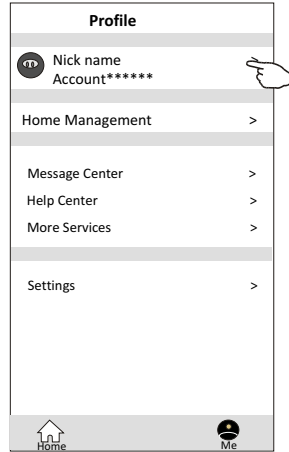 Profile
Nick name
Account******
Home Management >
Message Center >
Help Center >
More Services >
Settings >
Home Me